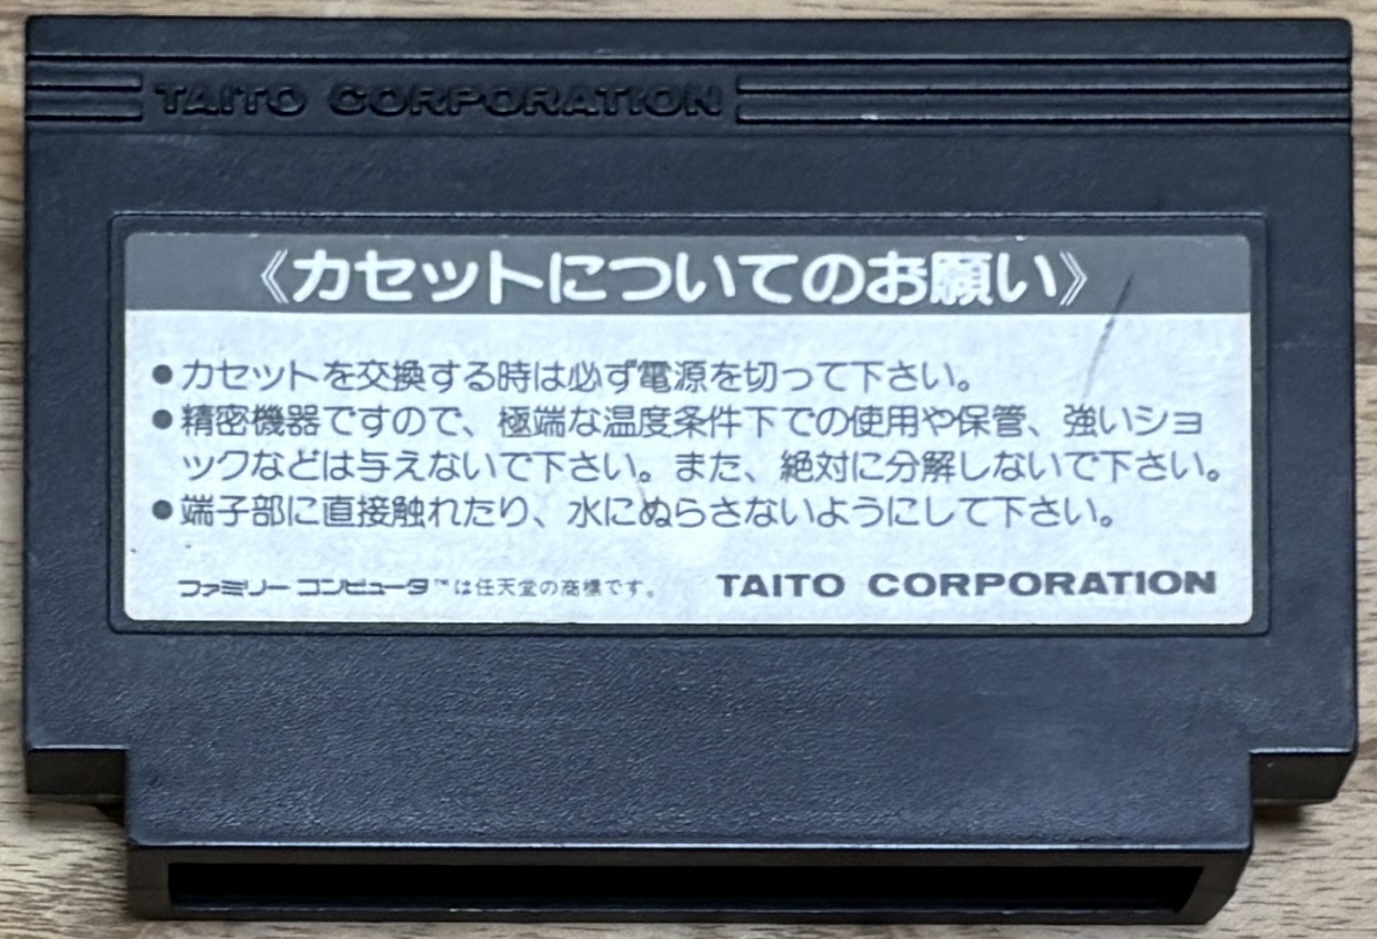 TAITO CORPORATION
《カセットについてのお願い》
●カセットを交換する時は必ず電源を切って下さい。
●精密機器ですので、極端な温度条件下での使用や保管、強いショ
ックなどは与えないで下さい。また、絶対に分解しないで下さい。
●端子部に直接触れたり、水にぬらさないようにして下さい。
ファミリーコンピュータ™は任天堂の商標です。 TAITO CORPORATION